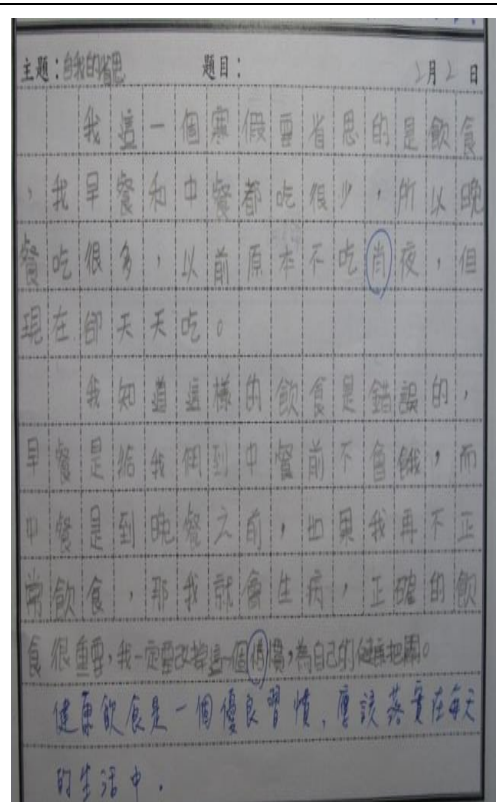 主題：自我的省思 題目： 2月2日
我這一個寒假要省思的是飲食
，我早餐和中餐都吃很少，所以晚
餐吃很多，以前原本不吃肖夜，但
現在卻天天吃。
我知道這樣的飲食是錯誤的，
早餐是給我們到中餐前不會餓，而
中餐是到晚餐之前，如果我再不正
常飲食，那我就會生病，正確的飲
食很重要，我一定要改掉這一個慣，為自己的健康把關。
健康飲食是一個優良習慣，應該落實在每天
的生活中。